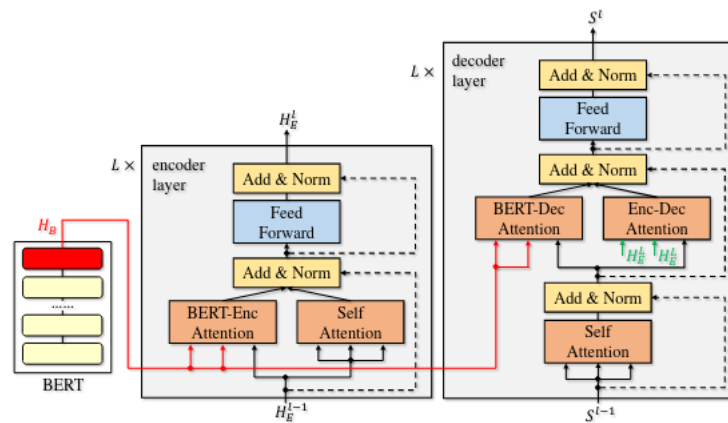 H_B
BERT
L ×
encoder
layer
H_E^l
Add & Norm
Feed
Forward
Add & Norm
BERT-Enc
Attention
Self
Attention
H_E^{l-1}
S^l
L ×
decoder
layer
Add & Norm
Feed
Forward
Add & Norm
BERT-Dec
Attention
Enc-Dec
Attention
H_E^L H_E^L
Add & Norm
Self
Attention
S^{l-1}
......